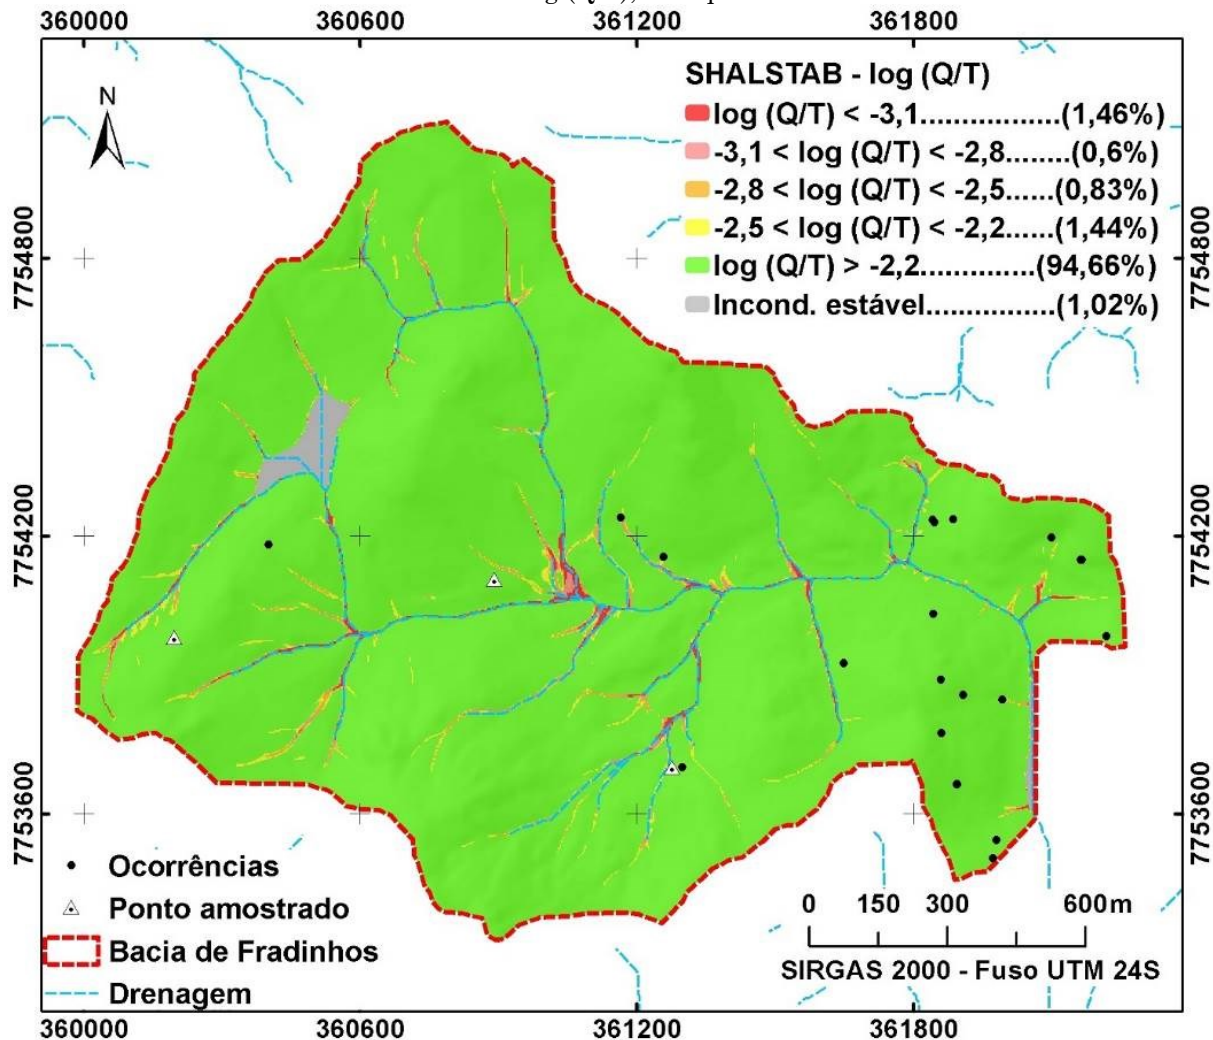 360000 360600 361200 361800
N
SHALSTAB - log (Q/T)
log (Q/T) < -3,1..................(1,46%)
-3,1 < log (Q/T) < -2,8........(0,6%)
-2,8 < log (Q/T) < -2,5......(0,83%)
-2,5 < log (Q/T) < -2,2......(1,44%)
log (Q/T) > -2,2...............(94,66%)
Incond. estável................(1,02%)
7754800 7754800
7754200 7754200
7753600 7753600
Ocorrências
Ponto amostrado
Bacia de Fradinhos
Drenagem
0 150 300 600m
SIRGAS 2000 - Fuso UTM 24S
360000 360600 361200 361800